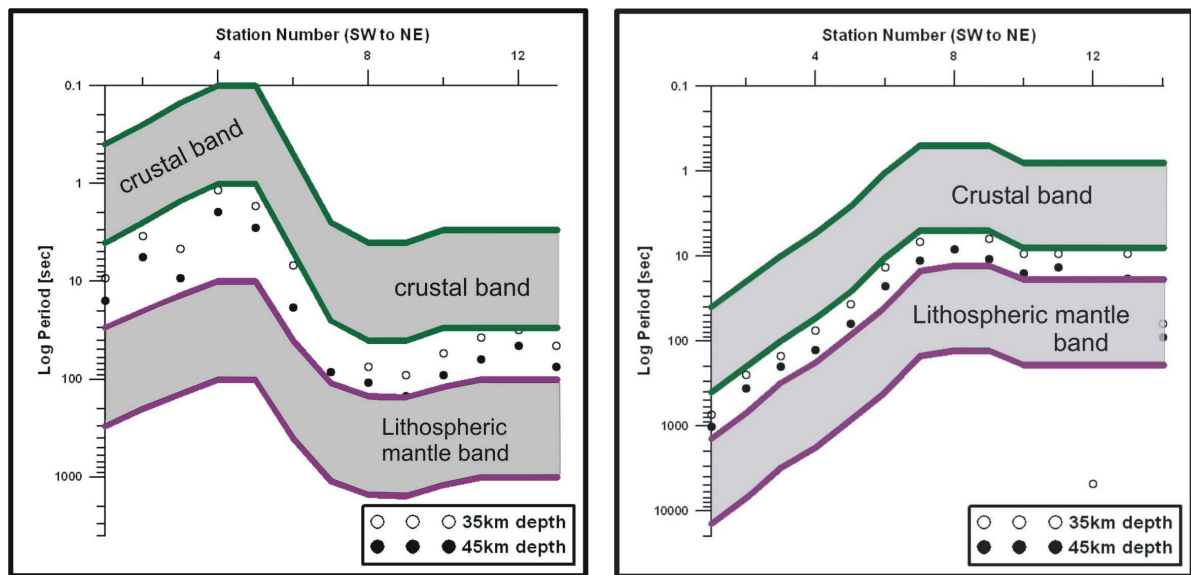 Station Number (SW to NE)
4 8 12
0.1
1
10
100
1000
Log Period [sec]
crustal band
crustal band
Lithospheric
mantle band
35km depth
45km depth
Station Number (SW to NE)
4 8 12
0.1
1
10
100
1000
10000
Log Period [sec]
Crustal band
Lithospheric mantle
band
35km depth
45km depth